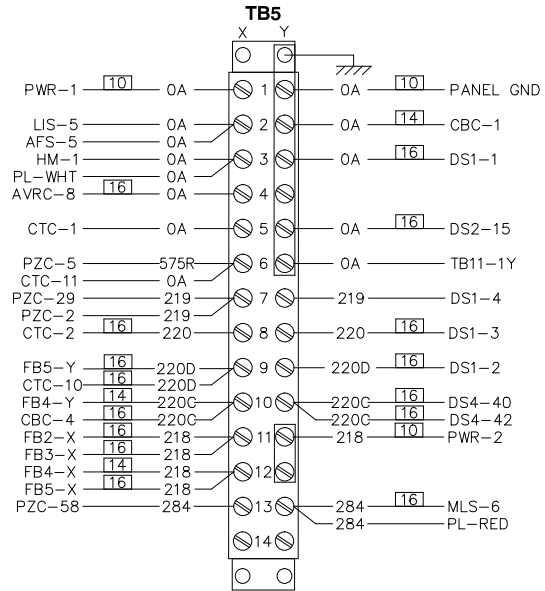 TB5
X Y
PWR-1 10 0A 1 0A 10 PANEL GND
LIS-5 0A 2 0A 14 CBC-1
AFS-5 0A
HM-1 0A 3 0A 16 DS1-1
PL-WHT 0A
AVRC-8 16 0A 4
CTC-1 0A 5 0A 16 DS2-15
PZC-5 575R 6 0A TB11-1Y
CTC-11 0A
PZC-29 219 7 219 DS1-4
PZC-2 219
CTC-2 16 220 8 220 16 DS1-3
FB5-Y 16 220D 9 220D 16 DS1-2
CTC-10 16 220D
FB4-Y 14 220C 10 220C 16 DS4-40
CBC-4 16 220C 220C 16 DS4-42
FB2-X 16 218 11 218 10 PWR-2
FB3-X 16 218
FB4-X 14 218 12
FB5-X 16 218
PZC-58 284 13 284 16 MLS-6
284 PL-RED
14